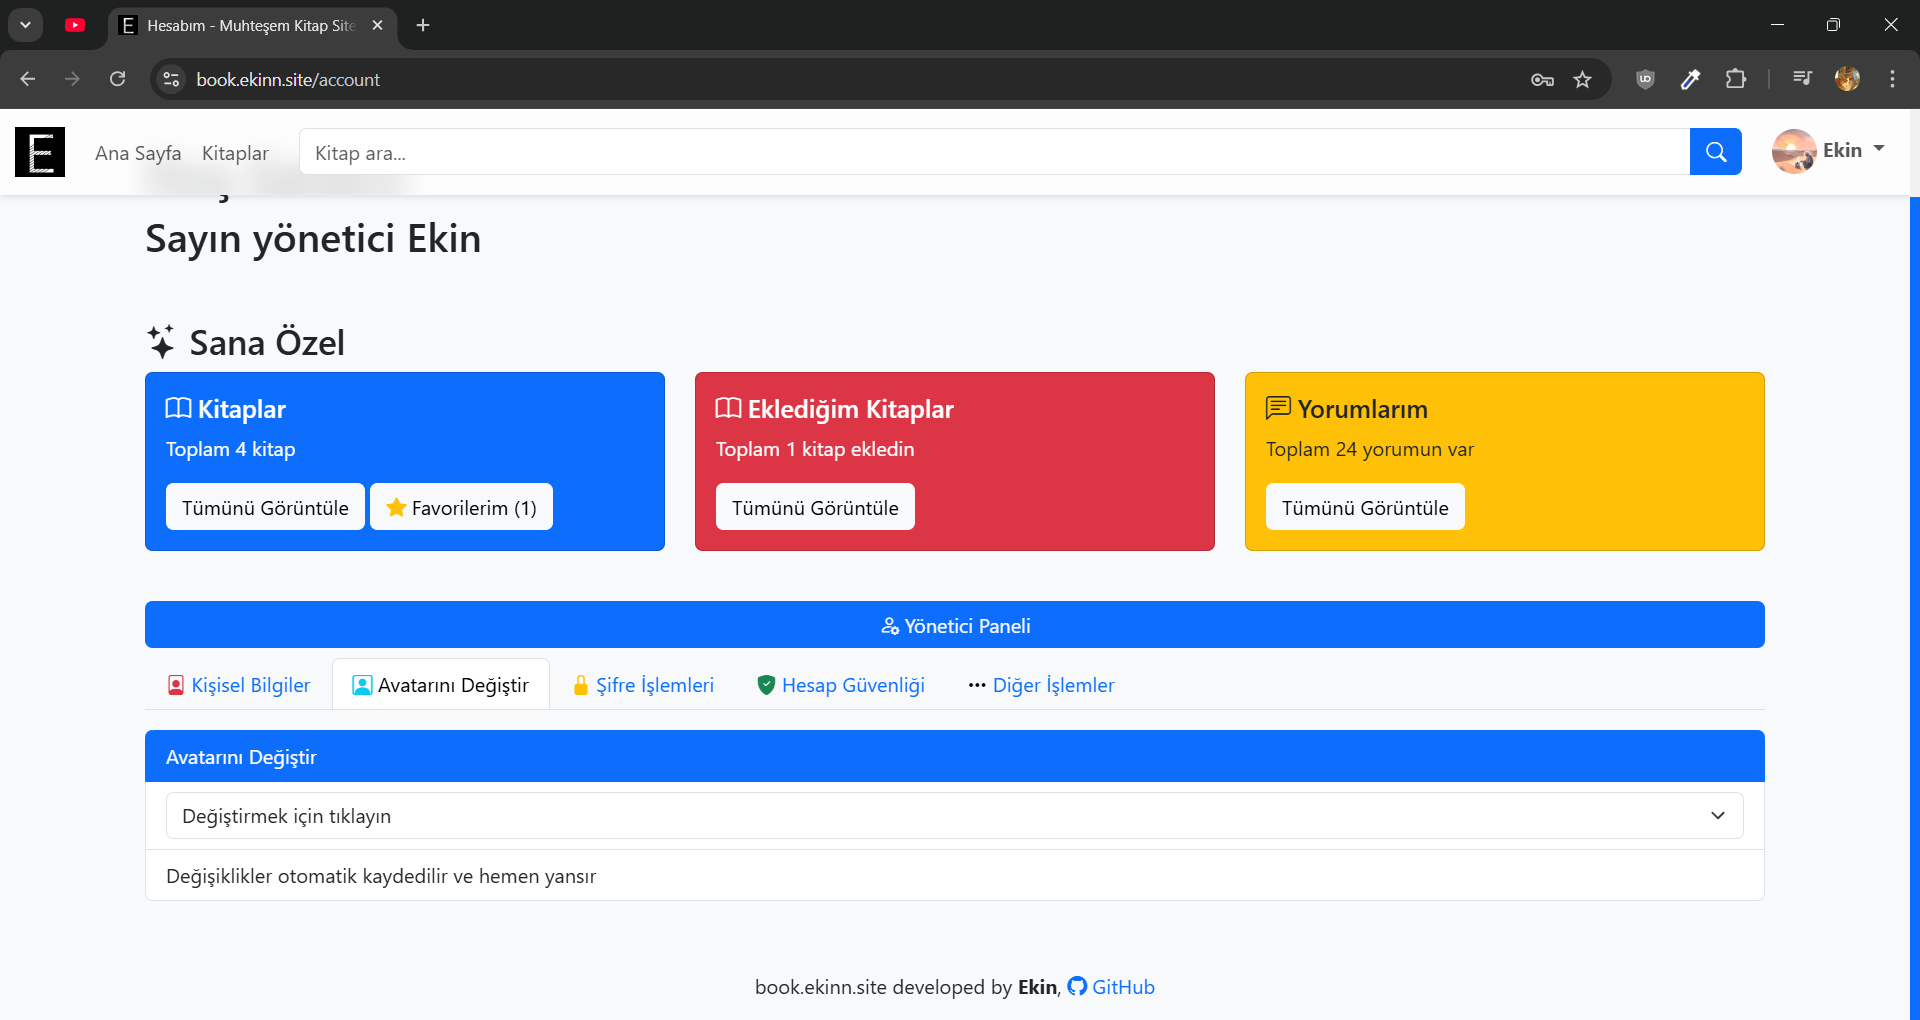 Hesabım - Muhteşem Kitap Site
book.ekinn.site/account
E
Ana Sayfa
Kitaplar
Kitap ara...
Ekin
Sayın yönetici Ekin
Sana Özel
Kitaplar
Toplam 4 kitap
Tümünü Görüntüle
Favorilerim (1)
Eklediğim Kitaplar
Toplam 1 kitap ekledin
Tümünü Görüntüle
Yorumlarım
Toplam 24 yorumun var
Tümünü Görüntüle
Yönetici Paneli
Kişisel Bilgiler
Avatarını Değiştir
Şifre İşlemleri
Hesap Güvenliği
Diğer İşlemler
Avatarını Değiştir
Değiştirmek için tıklayın
Değişiklikler otomatik kaydedilir ve hemen yansır
book.ekinn.site developed by Ekin, GitHub